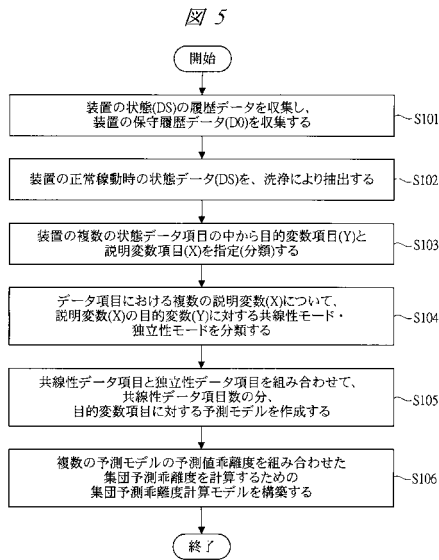 図 5
開始
装置の状態(DS)の履歴データを収集し、
装置の保守履歴データ(D0)を収集する
S101
装置の正常稼動時の状態データ(DS)を、洗浄により抽出する
S102
装置の複数の状態データ項目の中から目的変数項目(Y)と
説明変数項目(X)を指定(分類)する
S103
データ項目における複数の説明変数(X)について、
説明変数(X)の目的変数(Y)に対する共線性モード・
独立性モードを分類する
S104
共線性データ項目と独立性データ項目を組み合わせて、
共線性データ項目数の分、
目的変数項目に対する予測モデルを作成する
S105
複数の予測モデルの予測値乖離度を組み合わせた
集団予測乖離度を計算するための
集団予測乖離度計算モデルを構築する
S106
終了